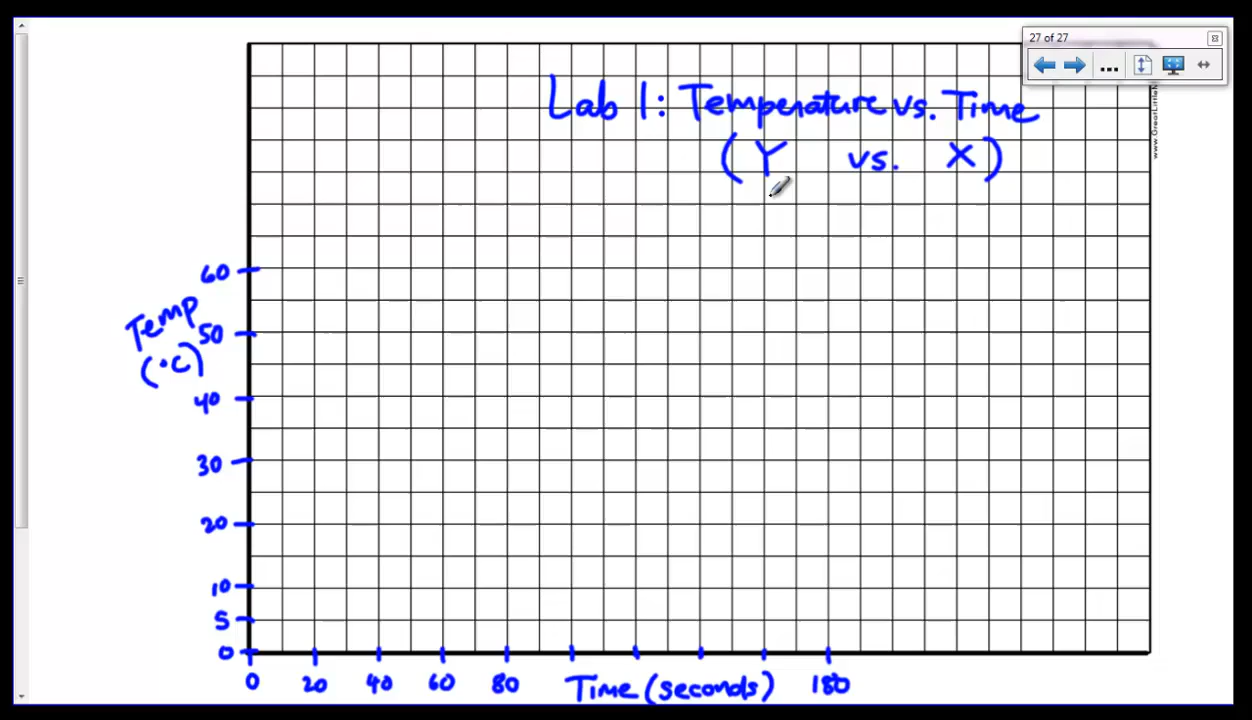 27 of 27
Lab 1: Temperature vs. Time
(Y vs. X)
60
Temp
50
(°C)
40
30
20
10
5
0
0 20 40 60 80 Time (seconds) 180